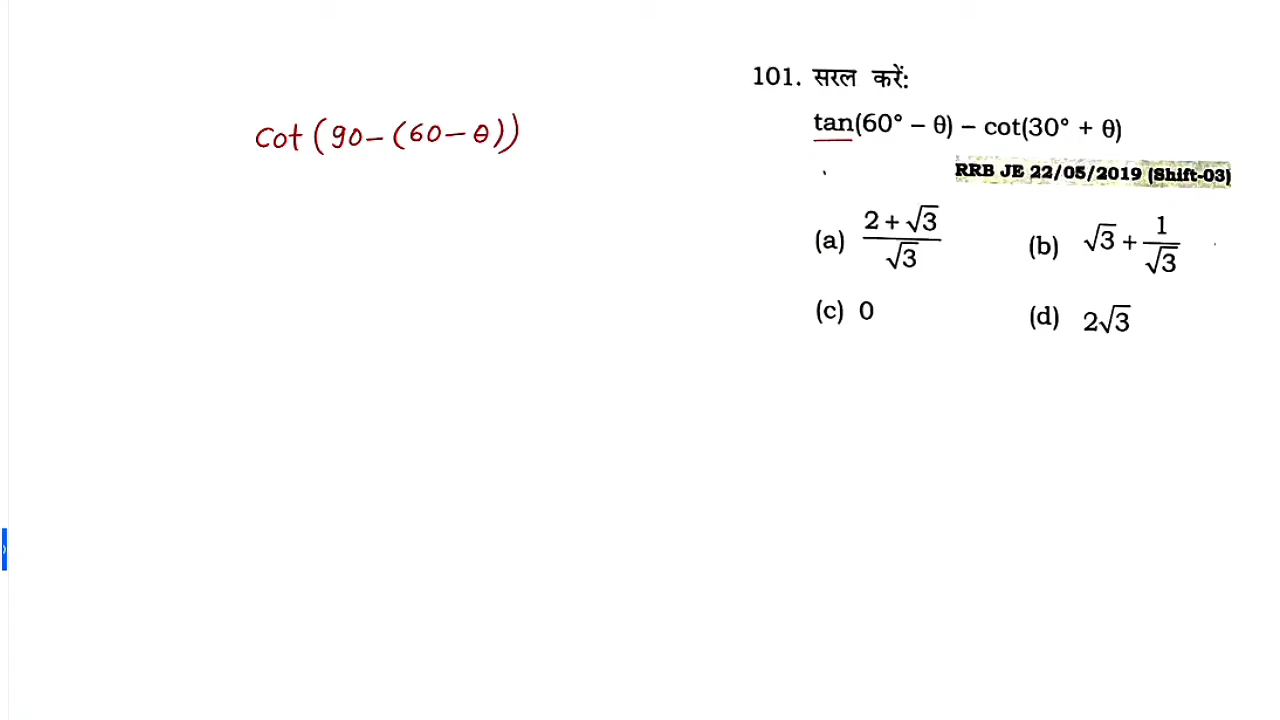 cot (90 – (60 – θ))
101. सरल करें:
tan(60° – θ) – cot(30° + θ)
RRB JE 22/05/2019 (Shift-03)
(a) (2 + √3)/√3 (b) √3 + 1/√3
(c) 0 (d) 2√3